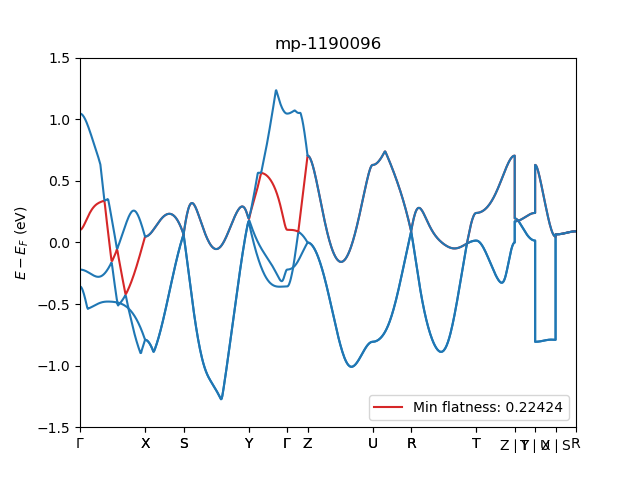 mp-1190096
E − E_F (eV)
1.5
1.0
0.5
0.0
−0.5
−1.0
−1.5
Min flatness: 0.22424
Γ X S Y Γ Z U R T Z | Y | | S R